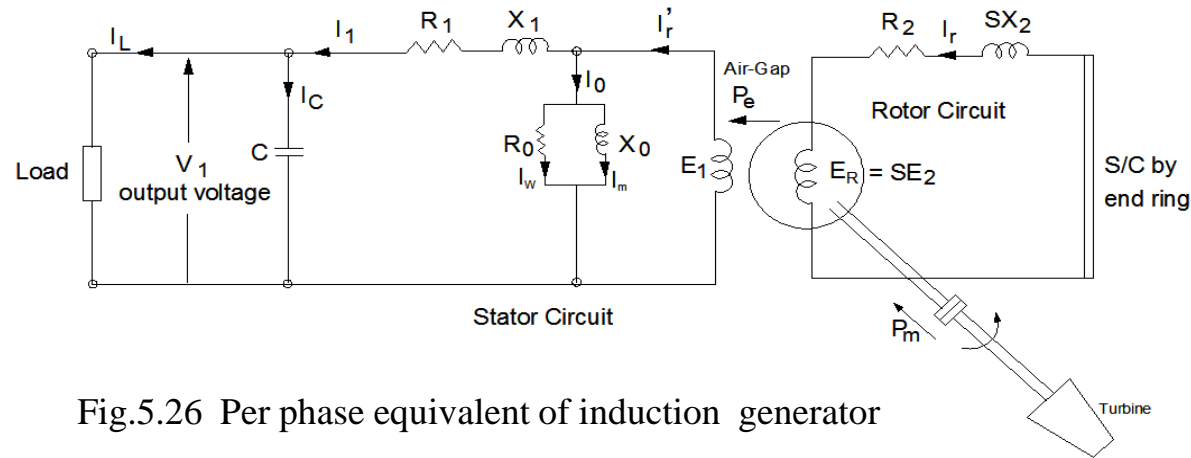 I_L
I_1
R_1
X_1
I_r'
R_2
I_r
SX_2
Air-Gap
P_e
Rotor Circuit
I_C
I_0
Load
V_1
output voltage
C
R_0
X_0
I_w
I_m
E_1
E_R = SE_2
S/C by
end ring
Stator Circuit
P_m
Turbine
Fig.5.26 Per phase equivalent of induction generator